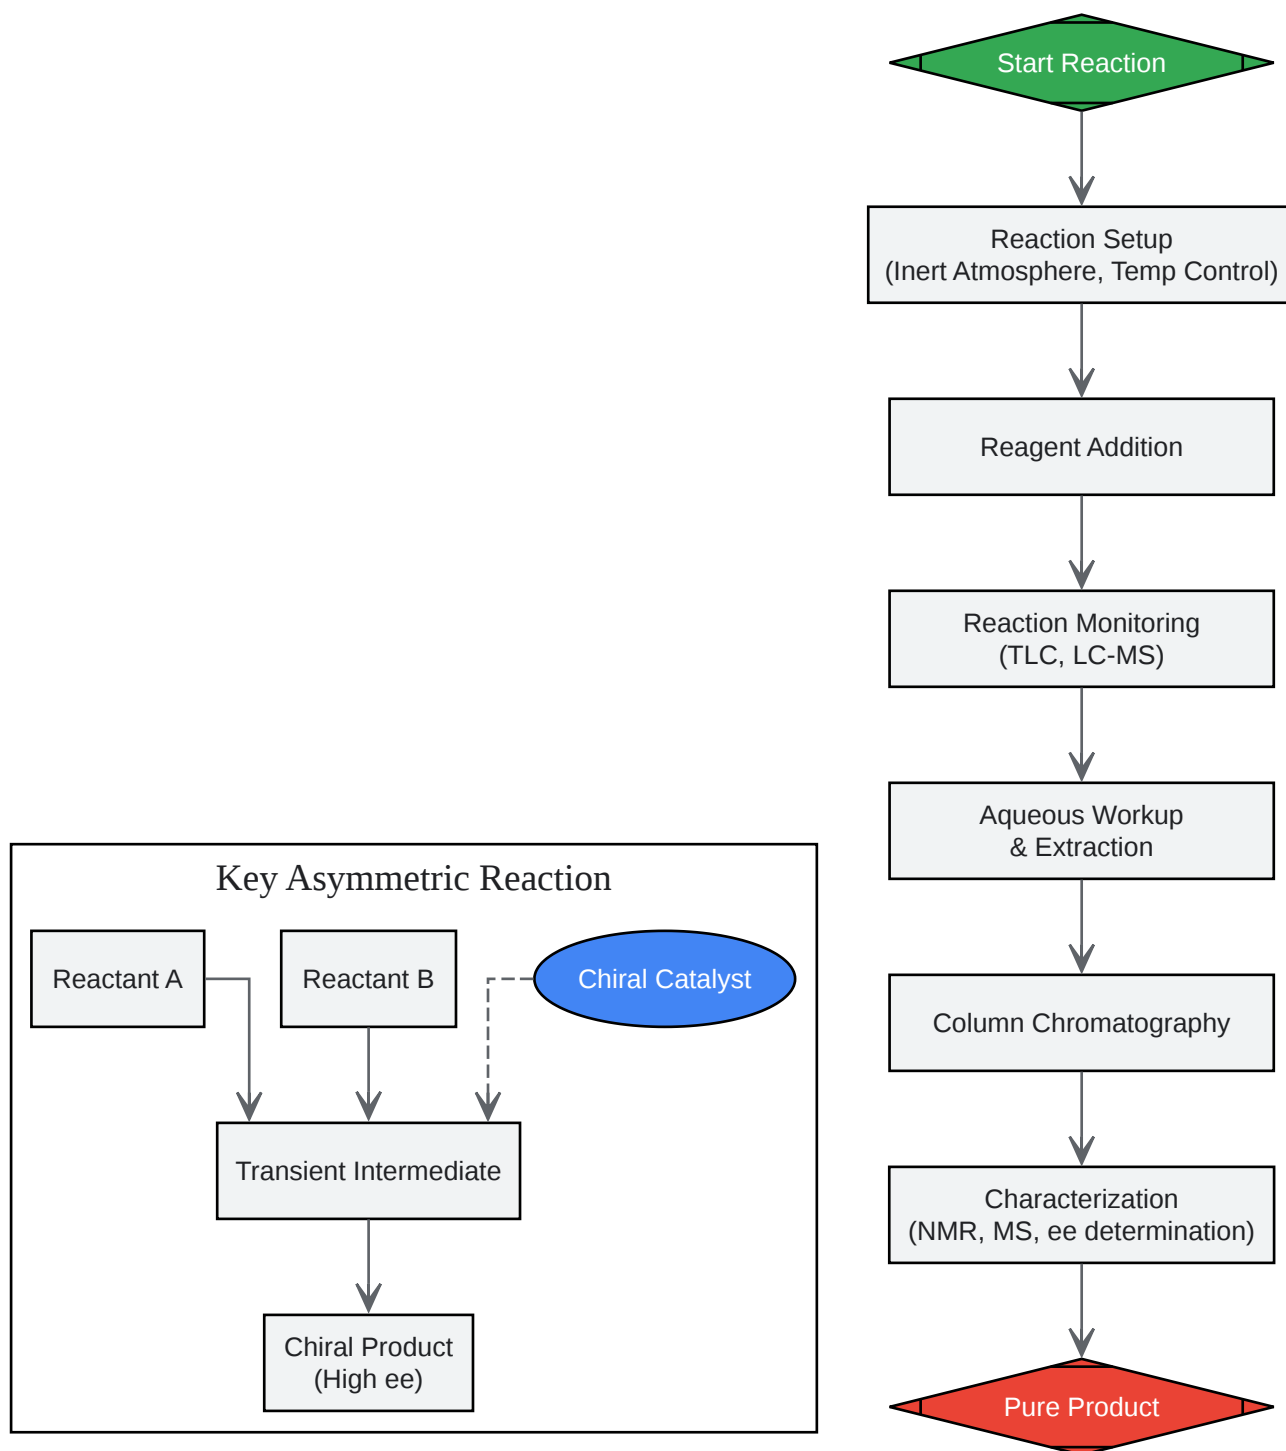 Start Reaction
Reaction Setup
(Inert Atmosphere, Temp Control)
Reagent Addition
Reaction Monitoring
(TLC, LC-MS)
Aqueous Workup
& Extraction
Column Chromatography
Characterization
(NMR, MS, ee determination)
Pure Product
Key Asymmetric Reaction
Reactant A
Reactant B
Chiral Catalyst
Transient Intermediate
Chiral Product
(High ee)